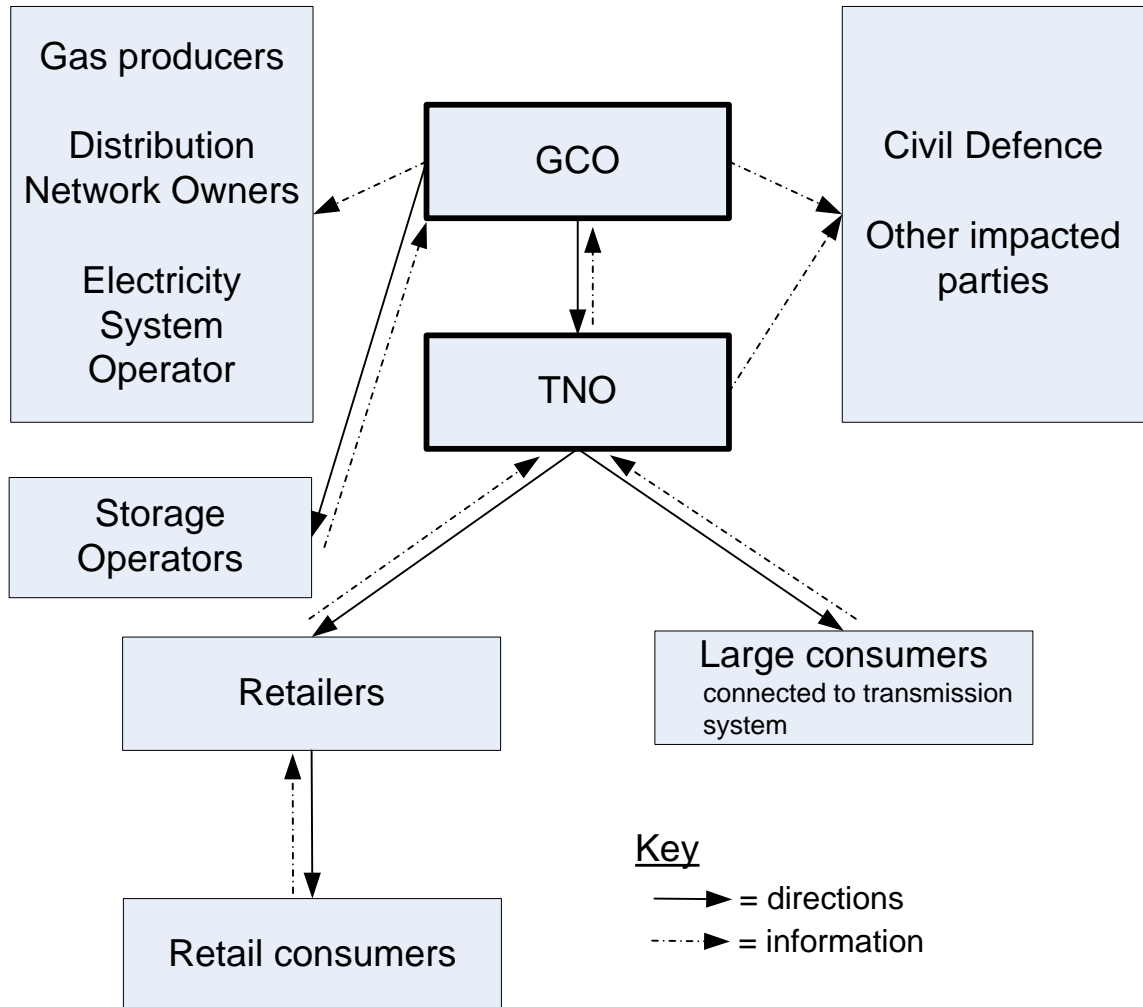 Gas producers
Distribution
Network Owners
Electricity
System
Operator
GCO
Civil Defence
Other impacted
parties
TNO
Storage
Operators
Retailers
Large consumers
connected to transmission
system
Retail consumers
Key
= directions
= information